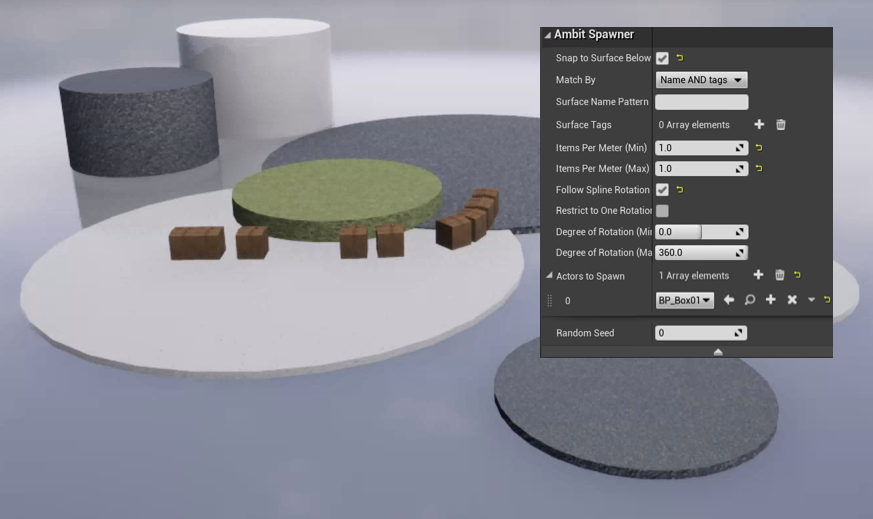 Ambit Spawner
Snap to Surface Below
Match By Name AND tags
Surface Name Pattern
Surface Tags 0 Array elements
Items Per Meter (Min) 1.0
Items Per Meter (Max) 1.0
Follow Spline Rotation
Restrict to One Rotatior
Degree of Rotation (Mi 0.0
Degree of Rotation (Ma 360.0
Actors to Spawn 1 Array elements
0 BP_Box01
Random Seed 0